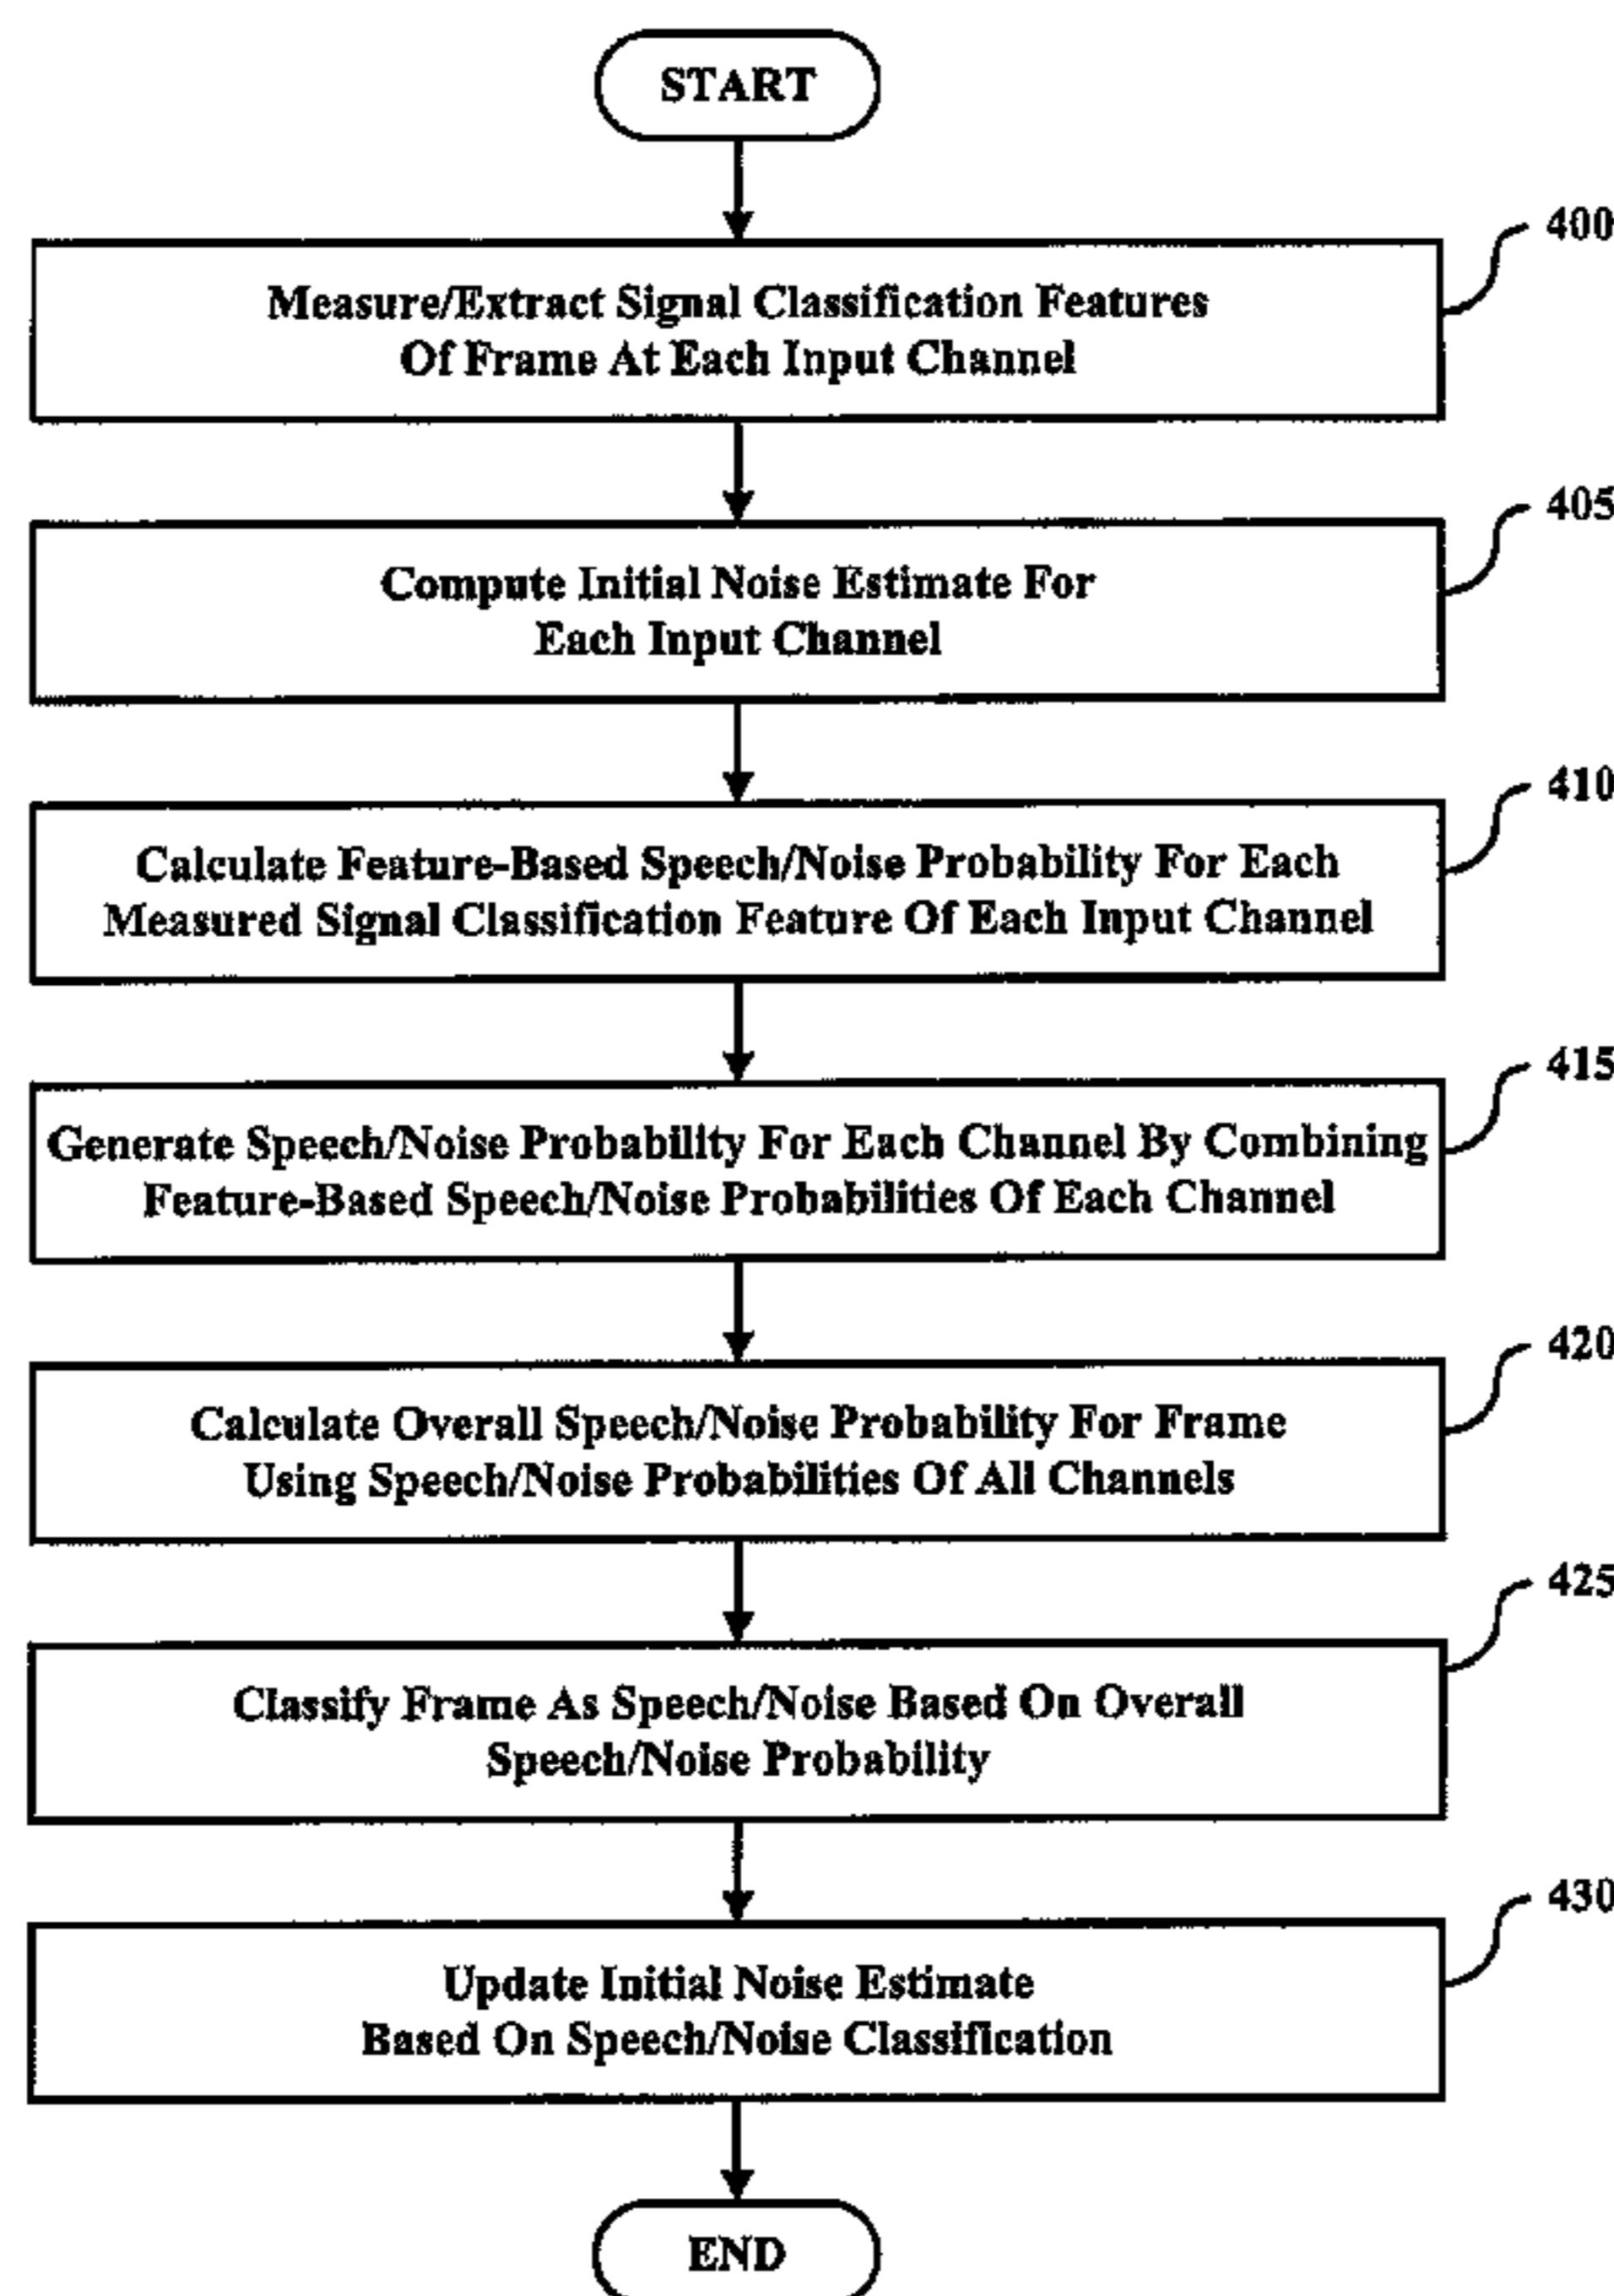 START
400
Measure/Extract Signal Classification Features
Of Frame At Each Input Channel
405
Compute Initial Noise Estimate For
Each Input Channel
410
Calculate Feature-Based Speech/Noise Probability For Each
Measured Signal Classification Feature Of Each Input Channel
415
Generate Speech/Noise Probability For Each Channel By Combining
Feature-Based Speech/Noise Probabilities Of Each Channel
420
Calculate Overall Speech/Noise Probability For Frame
Using Speech/Noise Probabilities Of All Channels
425
Classify Frame As Speech/Noise Based On Overall
Speech/Noise Probability
430
Update Initial Noise Estimate
Based On Speech/Noise Classification
END